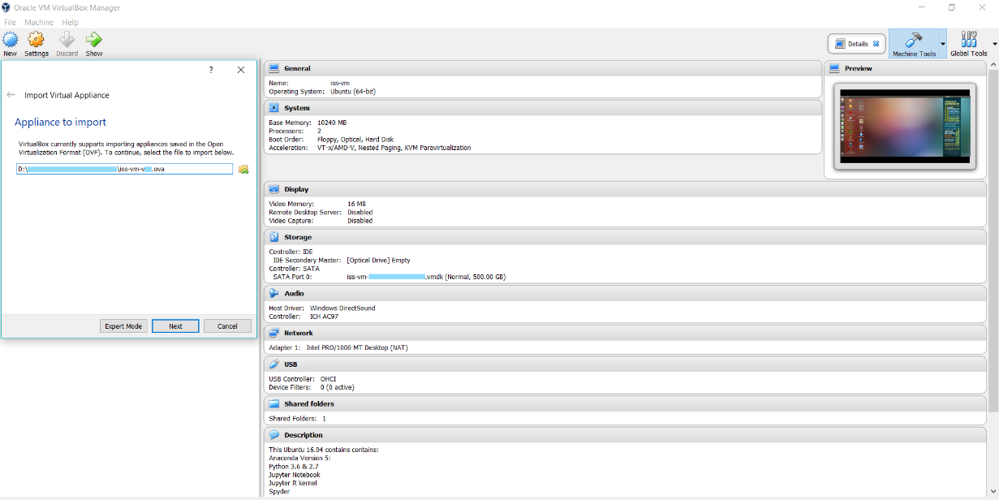 Oracle VM VirtualBox Manager
File Machine Help
New Settings Discard Show
Details
Machine Tools
Global Tools
?
Import Virtual Appliance
Appliance to import
VirtualBox currently supports importing appliances saved in the Open
Virtualization Format (OVF). To continue, select the file to import below.
D:\ \iss-vm-v .ova
Expert Mode Next Cancel
General
Name: iss-vm
Operating System: Ubuntu (64-bit)
System
Base Memory: 10240 MB
Processors: 2
Boot Order: Floppy, Optical, Hard Disk
Acceleration: VT-x/AMD-V, Nested Paging, KVM Paravirtualization
Preview
Display
Video Memory: 16 MB
Remote Desktop Server: Disabled
Video Capture: Disabled
Storage
Controller: IDE
IDE Secondary Master: [Optical Drive] Empty
Controller: SATA
SATA Port 0: iss-vm- .vmdk (Normal, 500.00 GB)
Audio
Host Driver: Windows DirectSound
Controller: ICH AC97
Network
Adapter 1: Intel PRO/1000 MT Desktop (NAT)
USB
USB Controller: OHCI
Device Filters: 0 (0 active)
Shared folders
Shared Folders: 1
Description
This Ubuntu 16.04 contains contains:
Anaconda Version 5:
Python 3.6 & 2.7
Jupyter Notebook
Jupyter R kernel
Spyder